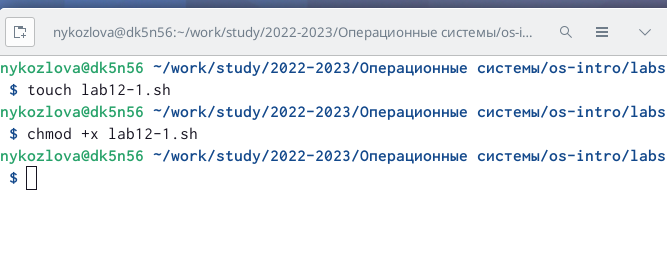 nykozlova@dk5n56:~/work/study/2022-2023/Операционные системы/os-i…
nykozlova@dk5n56 ~/work/study/2022-2023/Операционные системы/os-intro/labs
$ touch lab12-1.sh
nykozlova@dk5n56 ~/work/study/2022-2023/Операционные системы/os-intro/labs
$ chmod +x lab12-1.sh
nykozlova@dk5n56 ~/work/study/2022-2023/Операционные системы/os-intro/labs
$